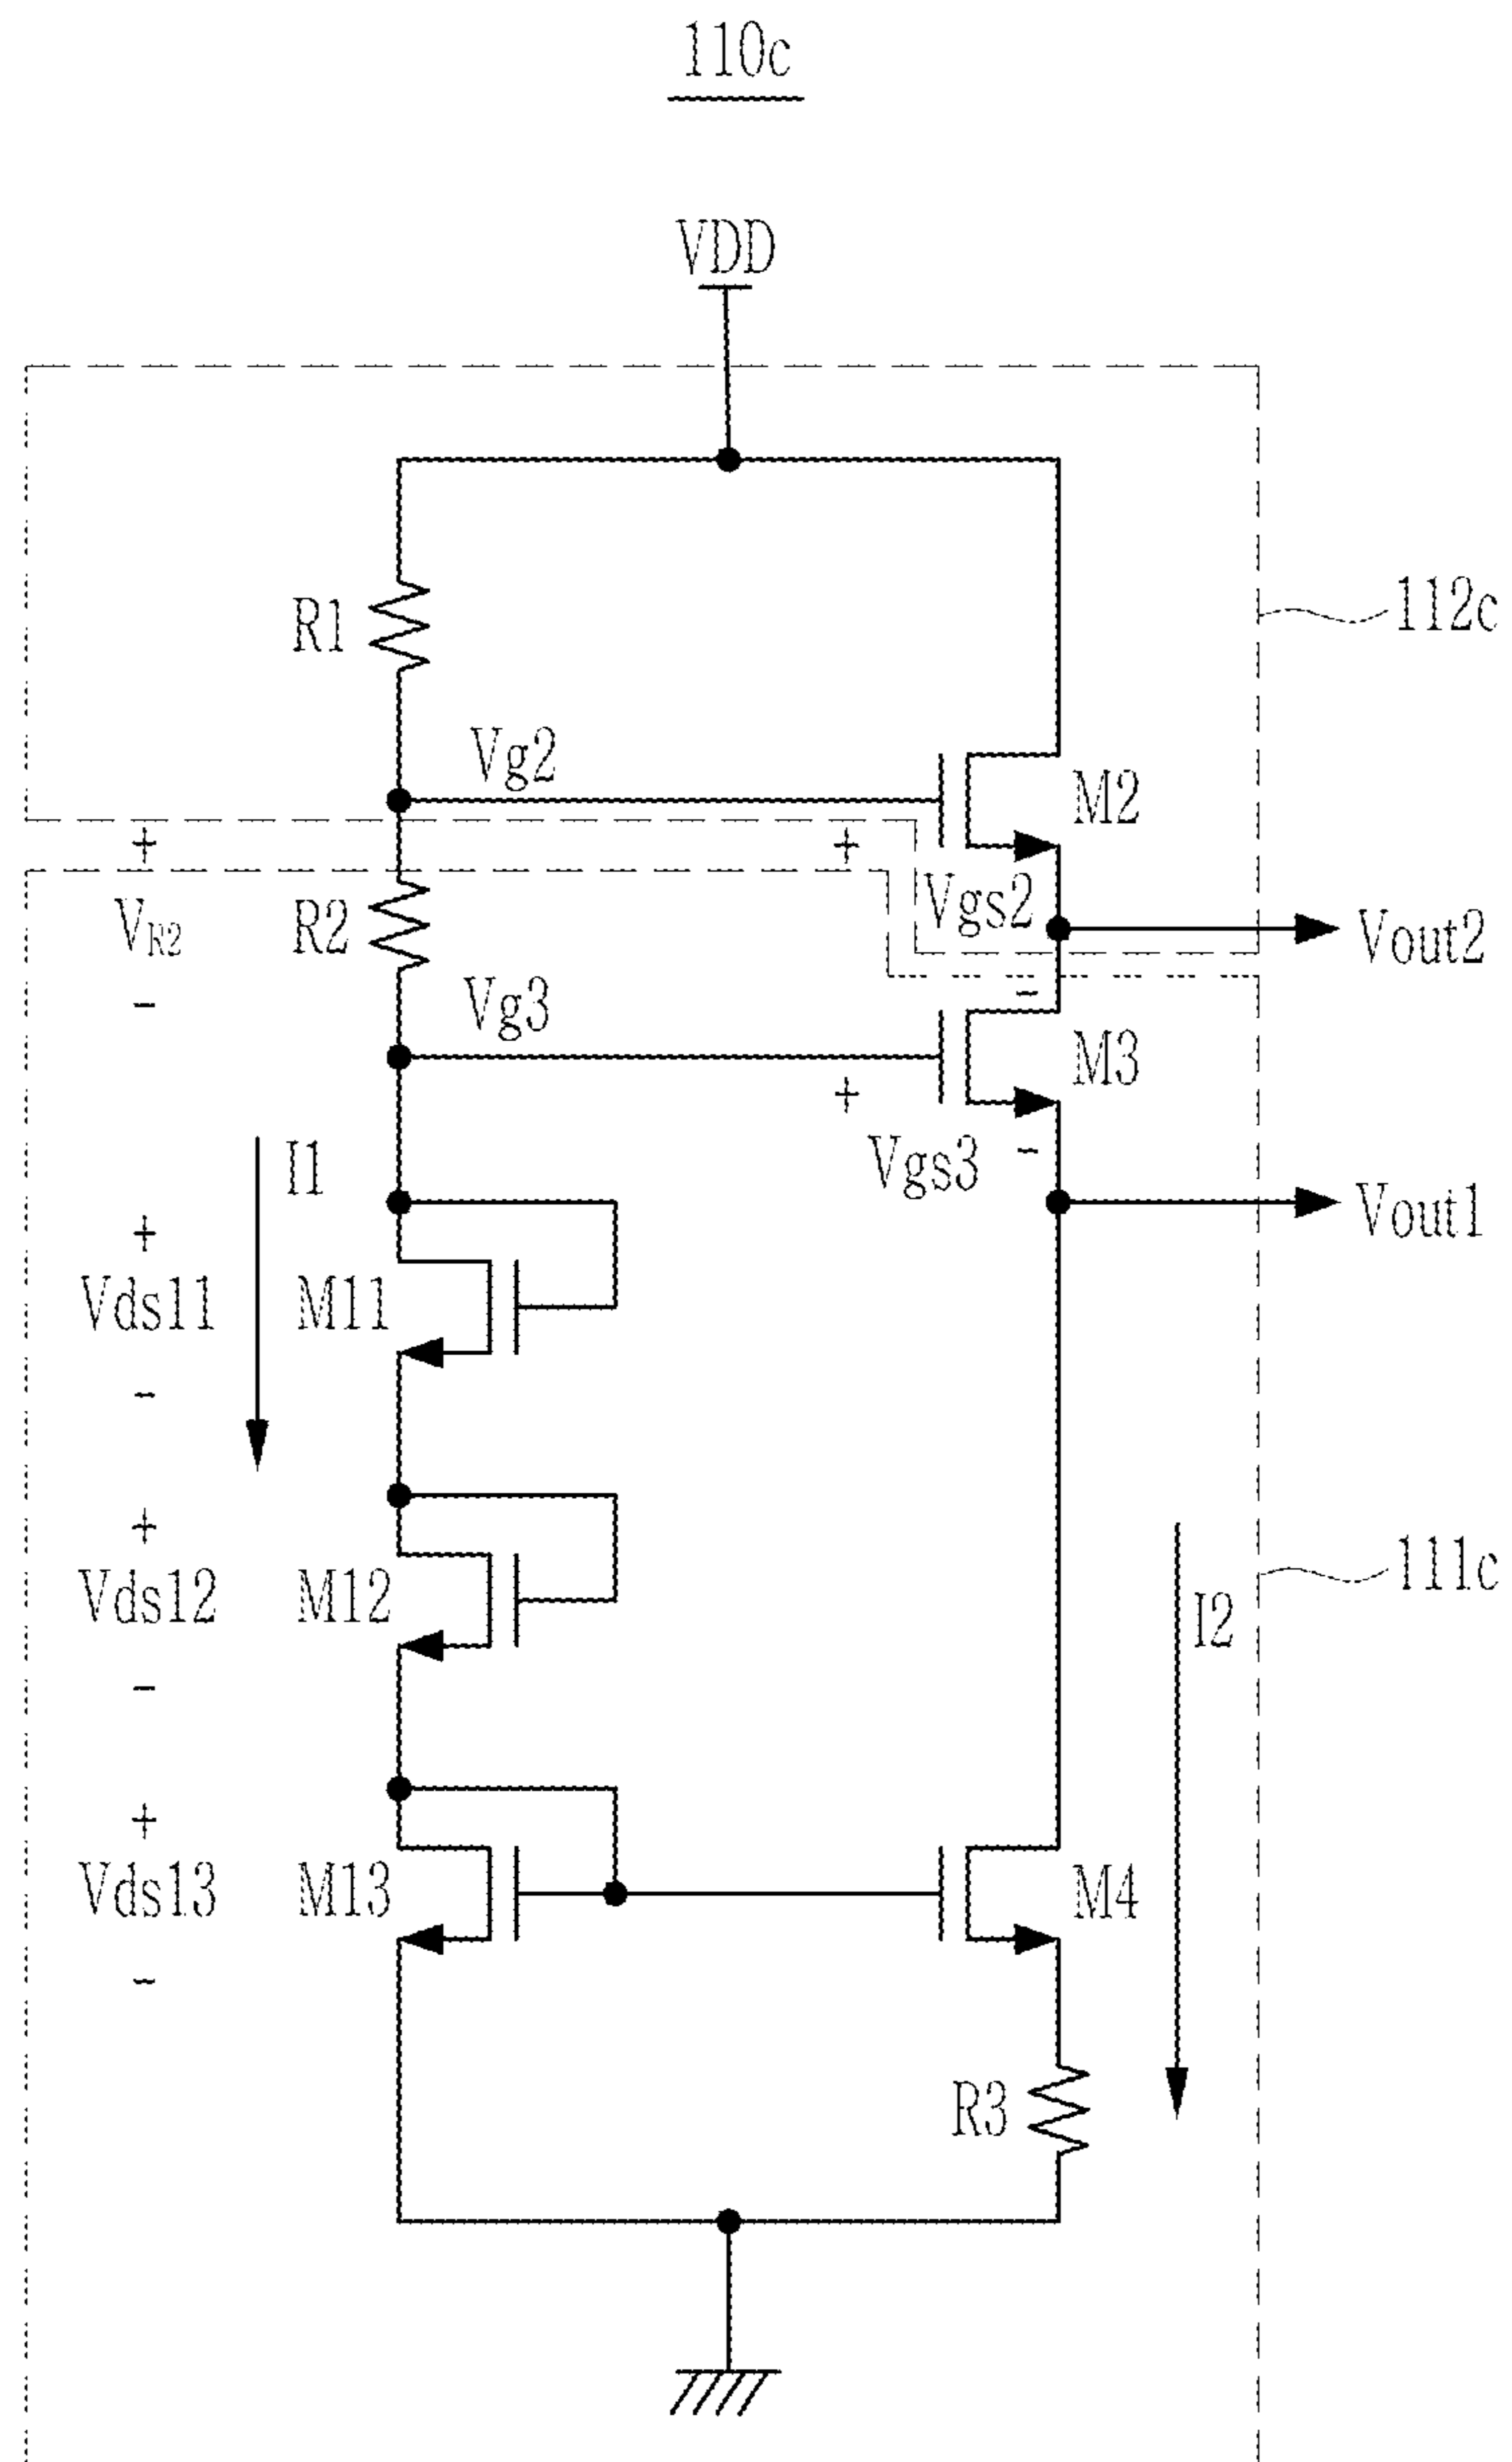 110c
VDD
R1
112c
Vg2
M2
+
+
VR2
R2
Vgs2
Vout2
-
Vg3
-
M3
+
I1
Vgs3
-
Vout1
+
Vds11
M11
-
+
Vds12
M12
111c
I2
-
+
Vds13
M13
M4
-
R3